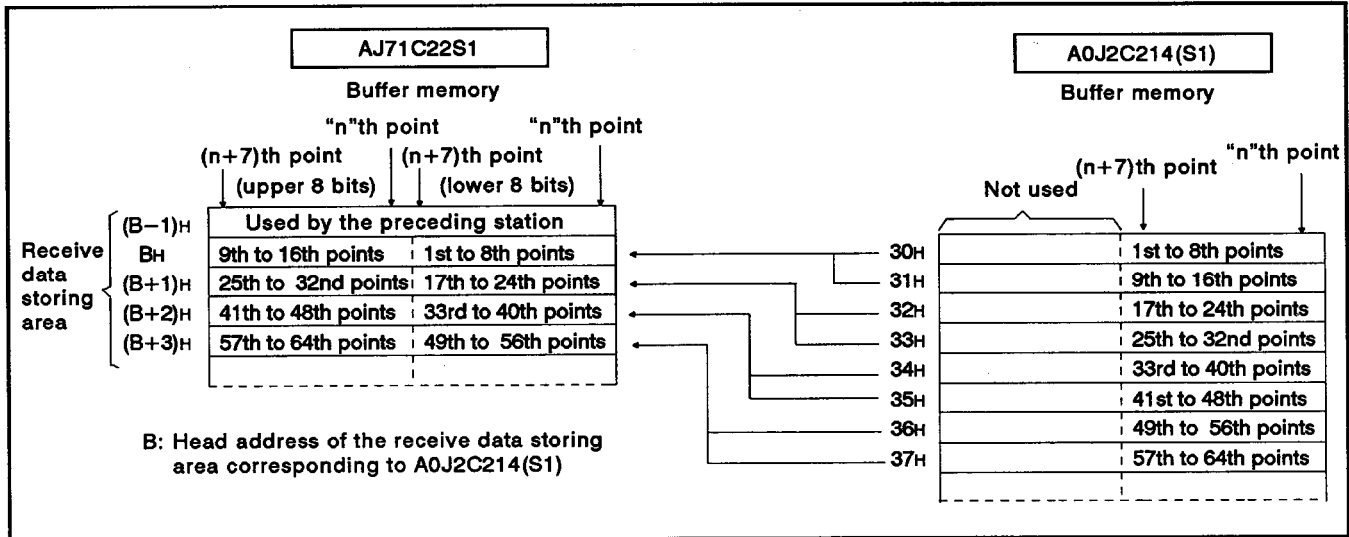 AJ71C22S1
Buffer memory
"n"th point
"n"th point
(n+7)th point
(n+7)th point
(upper 8 bits)
(lower 8 bits)
Receive
data
storing
area
(B−1)H
Used by the preceding station
BH
9th to 16th points
1st to 8th points
(B+1)H
25th to 32nd points
17th to 24th points
(B+2)H
41th to 48th points
33rd to 40th points
(B+3)H
57th to 64th points
49th to 56th points
B: Head address of the receive data storing
area corresponding to A0J2C214(S1)
A0J2C214(S1)
Buffer memory
"n"th point
(n+7)th point
Not used
30H
1st to 8th points
31H
9th to 16th points
32H
17th to 24th points
33H
25th to 32nd points
34H
33rd to 40th points
35H
41st to 48th points
36H
49th to 56th points
37H
57th to 64th points